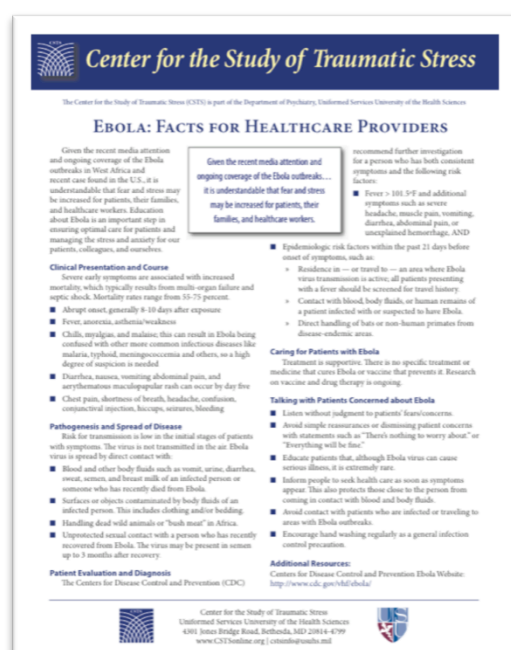 Center for the Study of Traumatic Stress
The Center for the Study of Traumatic Stress (CSTS) is part of the Department of Psychiatry, Uniformed Services University of the Health Sciences
EBOLA: FACTS FOR HEALTHCARE PROVIDERS
Given the recent media attention
and ongoing coverage of the Ebola
outbreaks in West Africa and
recent case found in the U.S., it is
understandable that fear and stress may
be increased for patients, their families,
and healthcare workers. Education
about Ebola is an important step in
ensuring optimal care for patients and
managing the stress and anxiety for our
patients, colleagues, and ourselves.
Clinical Presentation and Course
Severe early symptoms are associated with increased
mortality, which typically results from multi-organ failure and
septic shock. Mortality rates range from 55-75 percent.
■ Abrupt onset, generally 8-10 days after exposure
■ Fever, anorexia, asthenia/weakness
■ Chills, myalgias, and malaise; this can result in Ebola being
confused with other more common infectious diseases like
malaria, typhoid, meningococcemia and others, so a high
degree of suspicion is needed
■ Diarrhea, nausea, vomiting abdominal pain, and
aerythematous maculopapular rash can occur by day five
■ Chest pain, shortness of breath, headache, confusion,
conjunctival injection, hiccups, seizures, bleeding
Pathogenesis and Spread of Disease
Risk for transmission is low in the initial stages of patients
with symptoms. The virus is not transmitted in the air. Ebola
virus is spread by direct contact with:
■ Blood and other body fluids such as vomit, urine, diarrhea,
sweat, semen, and breast milk of an infected person or
someone who has recently died from Ebola.
■ Surfaces or objects contaminated by body fluids of an
infected person. This includes clothing and/or bedding.
■ Handling dead wild animals or "bush meat" in Africa.
■ Unprotected sexual contact with a person who has recently
recovered from Ebola. The virus may be present in semen
up to 3 months after recovery.
Patient Evaluation and Diagnosis
The Centers for Disease Control and Prevention (CDC)
Given the recent media attention and
ongoing coverage of the Ebola outbreaks….
it is understandable that fear and stress
may be increased for patients, their
families, and healthcare workers.
recommend further investigation
for a person who has both consistent
symptoms and the following risk
factors:
■ Fever > 101.5°F and additional
symptoms such as severe
headache, muscle pain, vomiting,
diarrhea, abdominal pain, or
unexplained hemorrhage, AND
■ Epidemiologic risk factors within the past 21 days before
onset of symptoms, such as:
» Residence in — or travel to — an area where Ebola
virus transmission is active; all patients presenting
with a fever should be screened for travel history.
» Contact with blood, body fluids, or human remains of
a patient infected with or suspected to have Ebola.
» Direct handling of bats or non-human primates from
disease-endemic areas.
Caring for Patients with Ebola
Treatment is supportive. There is no specific treatment or
medicine that cures Ebola or vaccine that prevents it. Research
on vaccine and drug therapy is ongoing.
Talking with Patients Concerned about Ebola
■ Listen without judgment to patients' fears/concerns.
■ Avoid simple reassurances or dismissing patient concerns
with statements such as "There's nothing to worry about" or
"Everything will be fine."
■ Educate patients that, although Ebola virus can cause
serious illness, it is extremely rare.
■ Inform people to seek health care as soon as symptoms
appear. This also protects those close to the person from
coming in contact with blood and body fluids.
■ Avoid contact with patients who are infected or traveling to
areas with Ebola outbreaks.
■ Encourage hand washing regularly as a general infection
control precaution.
Additional Resources:
Centers for Disease Control and Prevention Ebola Website:
http://www.cdc.gov/vhf/ebola/
Center for the Study of Traumatic Stress
Uniformed Services University of the Health Sciences
4301 Jones Bridge Road, Bethesda, MD 20814-4799
www.CSTSonline.org | cstsinfo@usuhs.mil